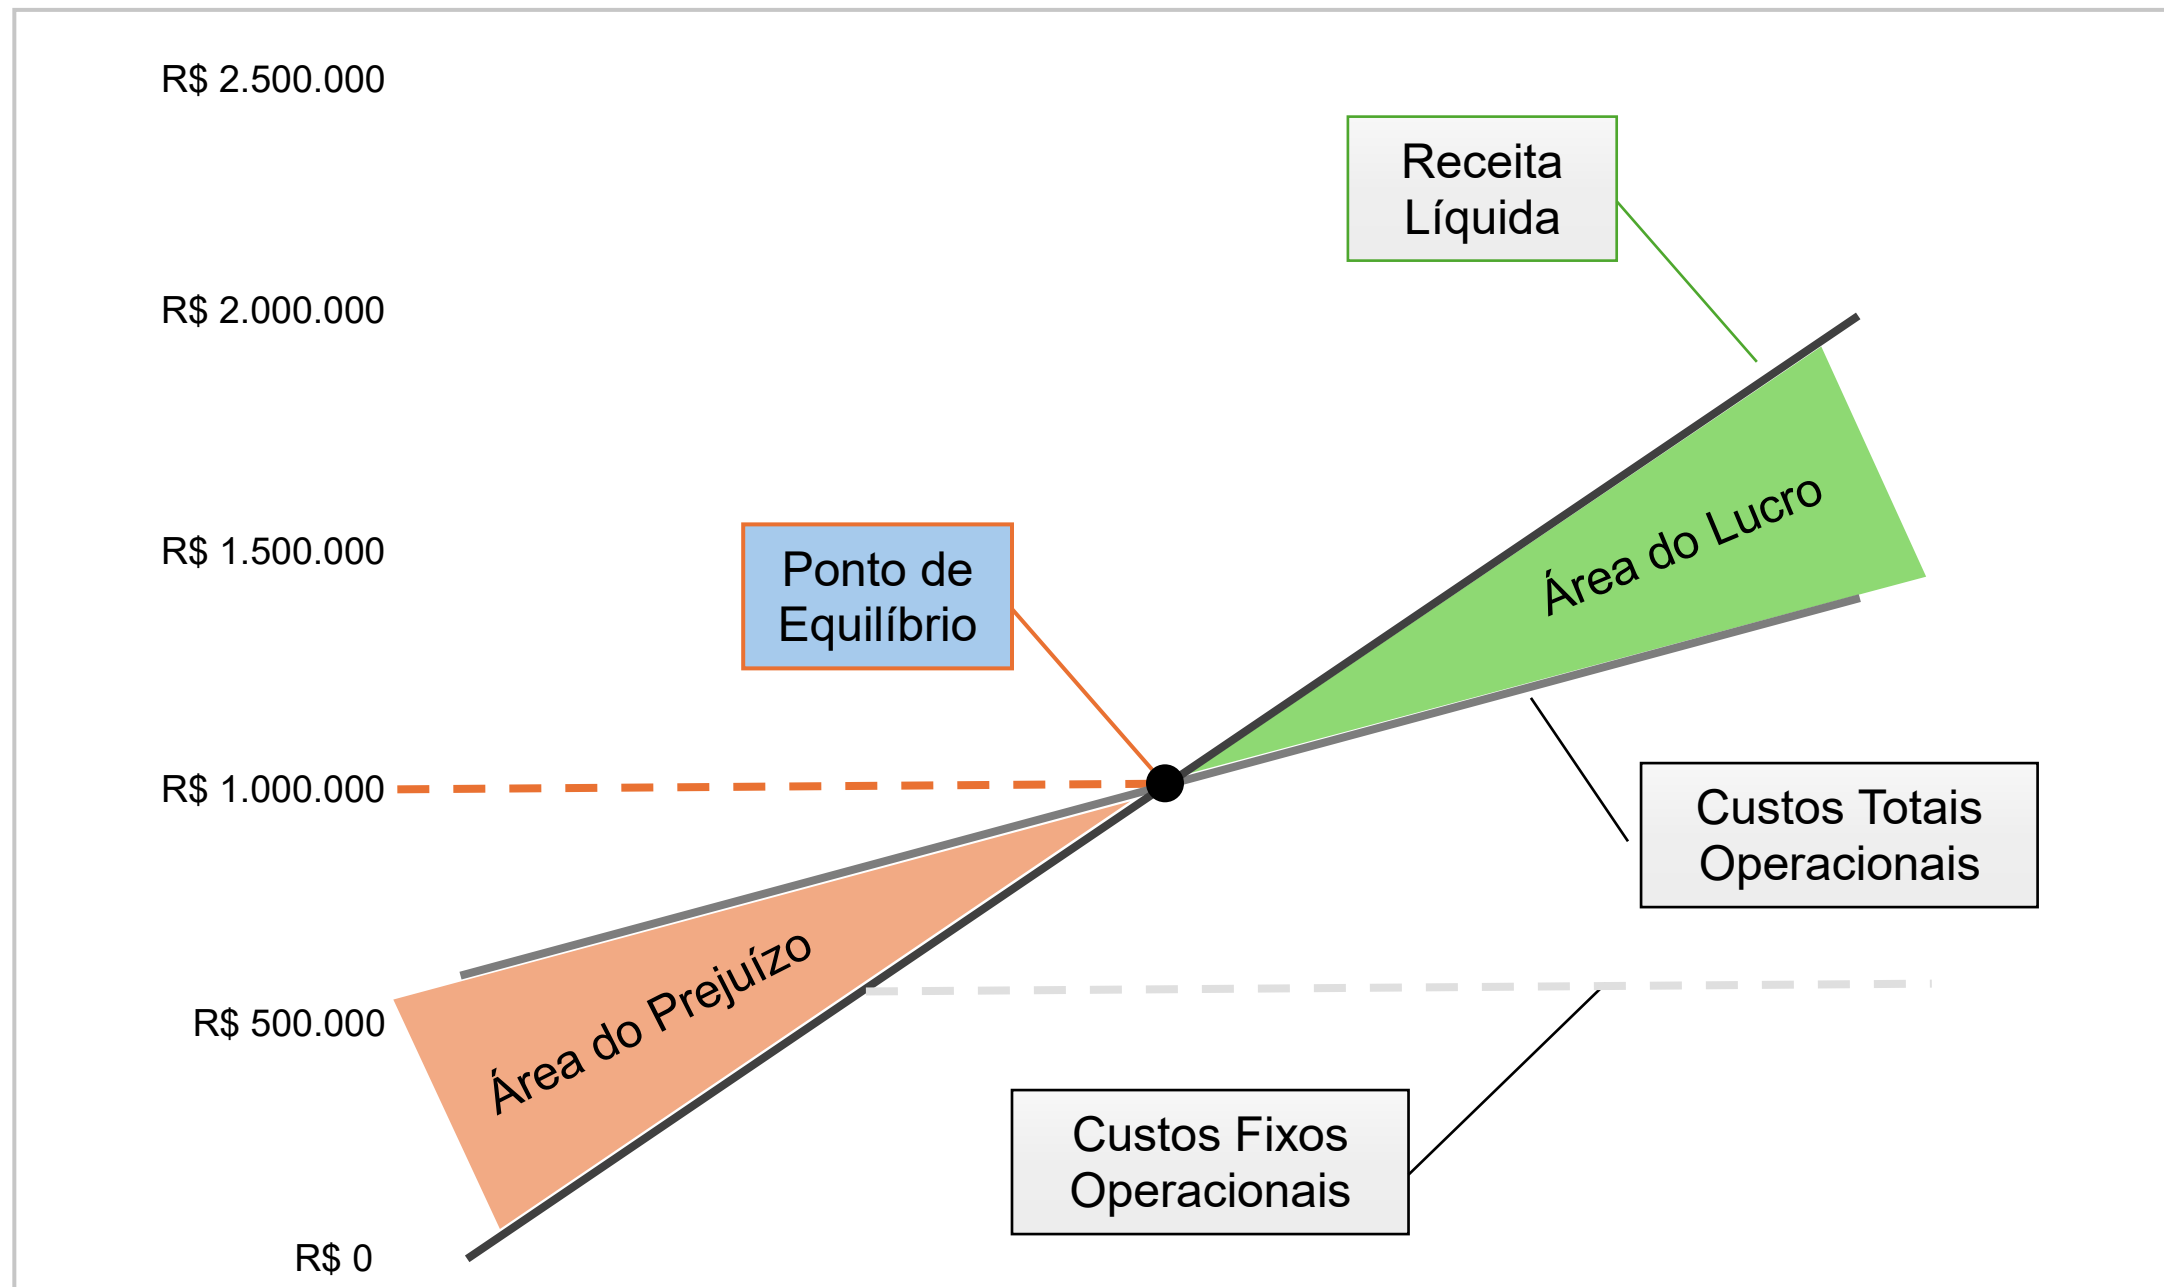 R$ 2.500.000
Receita
Líquida
R$ 2.000.000
R$ 1.500.000
Área do Lucro
Ponto de
Equilíbrio
R$ 1.000.000
Custos Totais
Operacionais
Área do Prejuízo
R$ 500.000
Custos Fixos
Operacionais
R$ 0